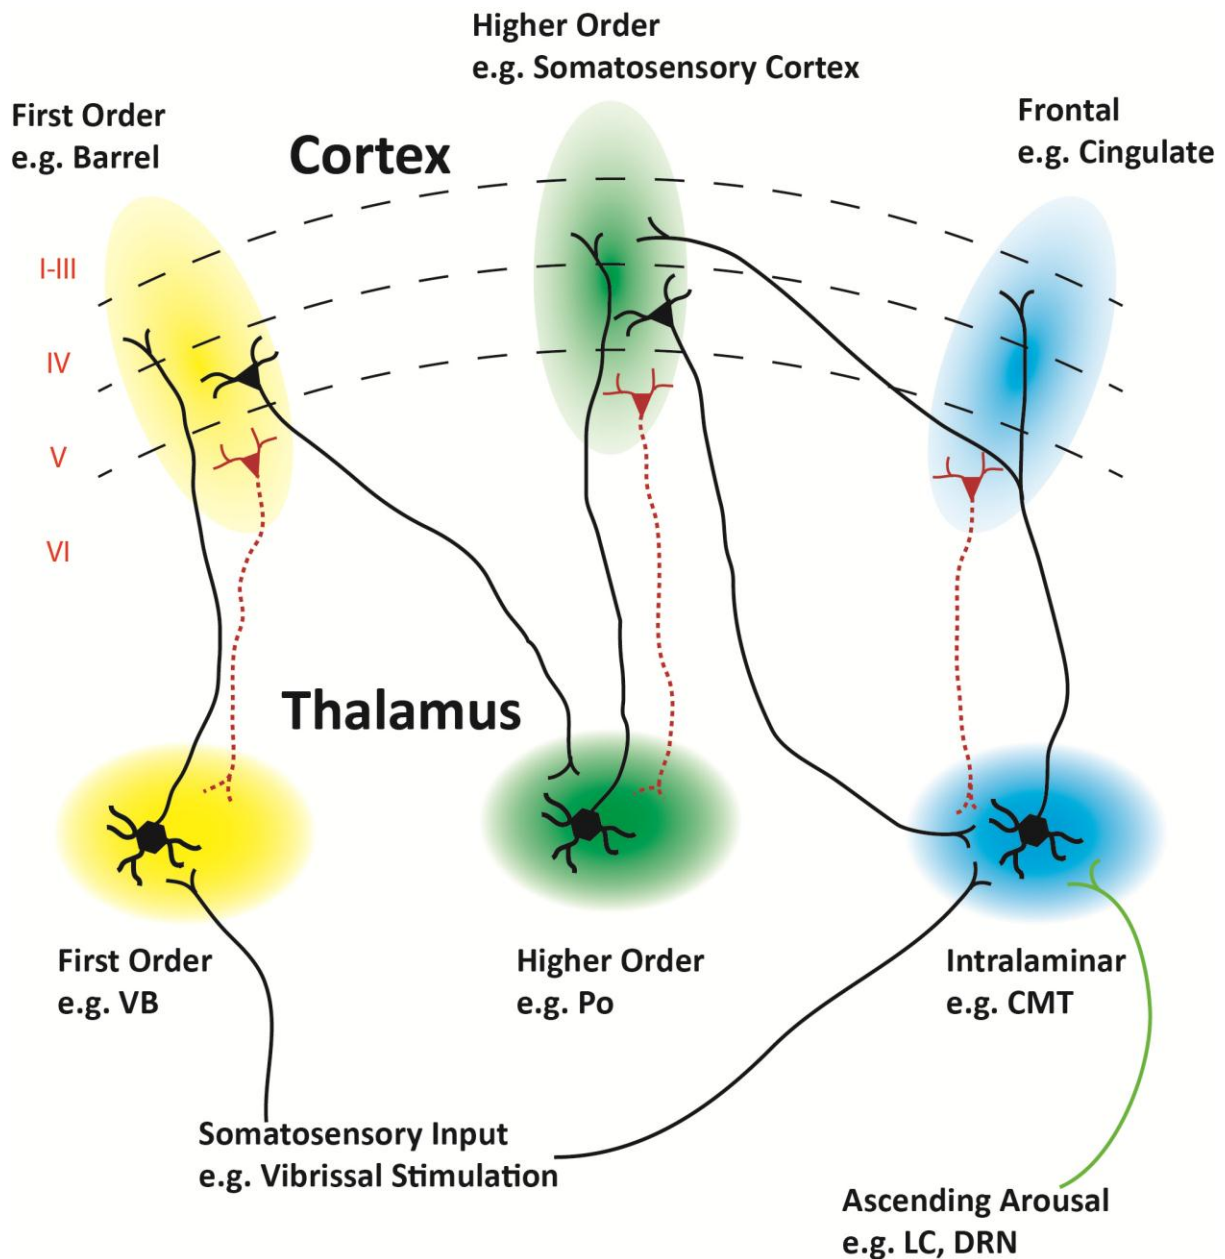 Higher Order
e.g. Somatosensory Cortex
First Order
e.g. Barrel
Cortex
Frontal
e.g. Cingulate
I-III
IV
V
VI
Thalamus
First Order
e.g. VB
Higher Order
e.g. Po
Intralaminar
e.g. CMT
Somatosensory Input
e.g. Vibrissal Stimulation
Ascending Arousal
e.g. LC, DRN